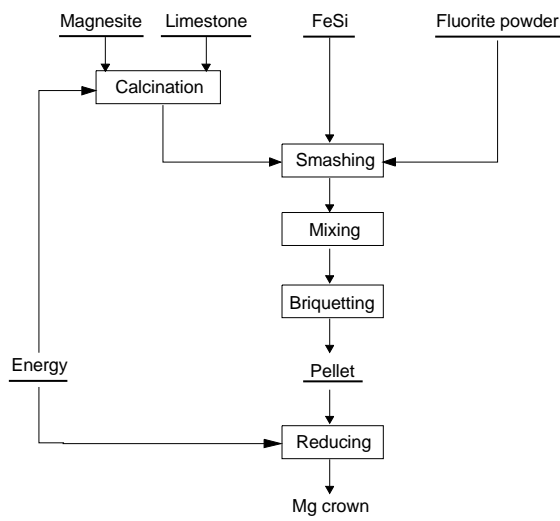 Magnesite
Limestone
FeSi
Fluorite powder
Calcination
Smashing
Mixing
Briquetting
Energy
Pellet
Reducing
Mg crown